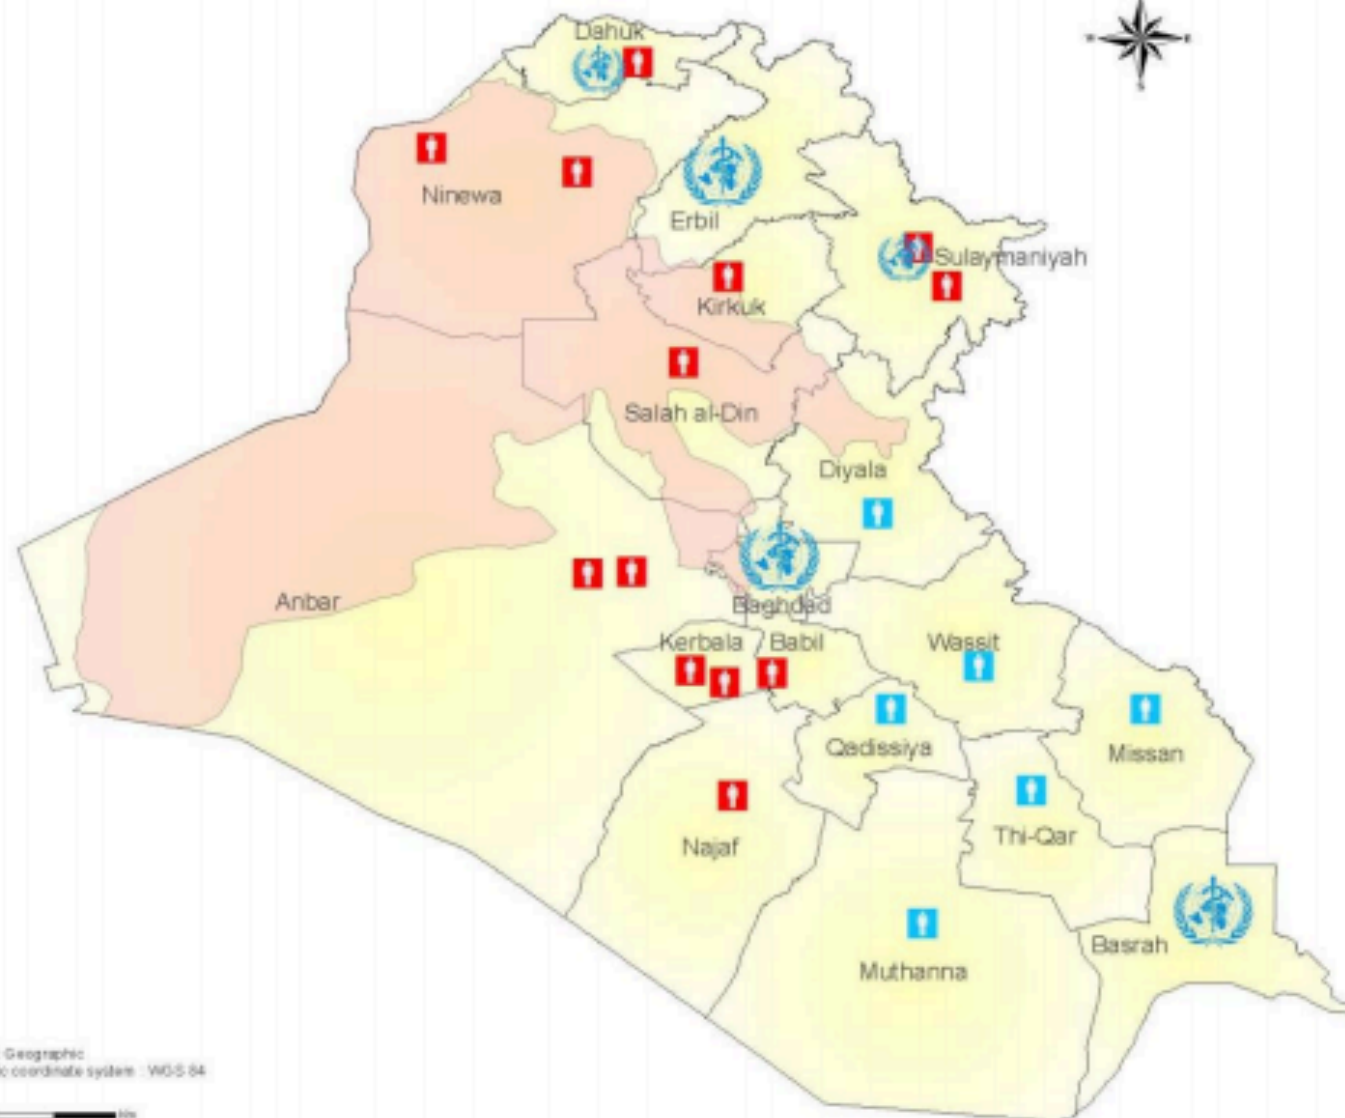 Dahuk
Ninewa
Erbil
Sulaymaniyah
Kirkuk
Salah al-Din
Diyala
Anbar
Baghdad
Kerbala
Babil
Wassit
Qadissiya
Missan
Najaf
Thi-Qar
Basrah
Muthanna
Geographic
c coordinate system : WGS 84